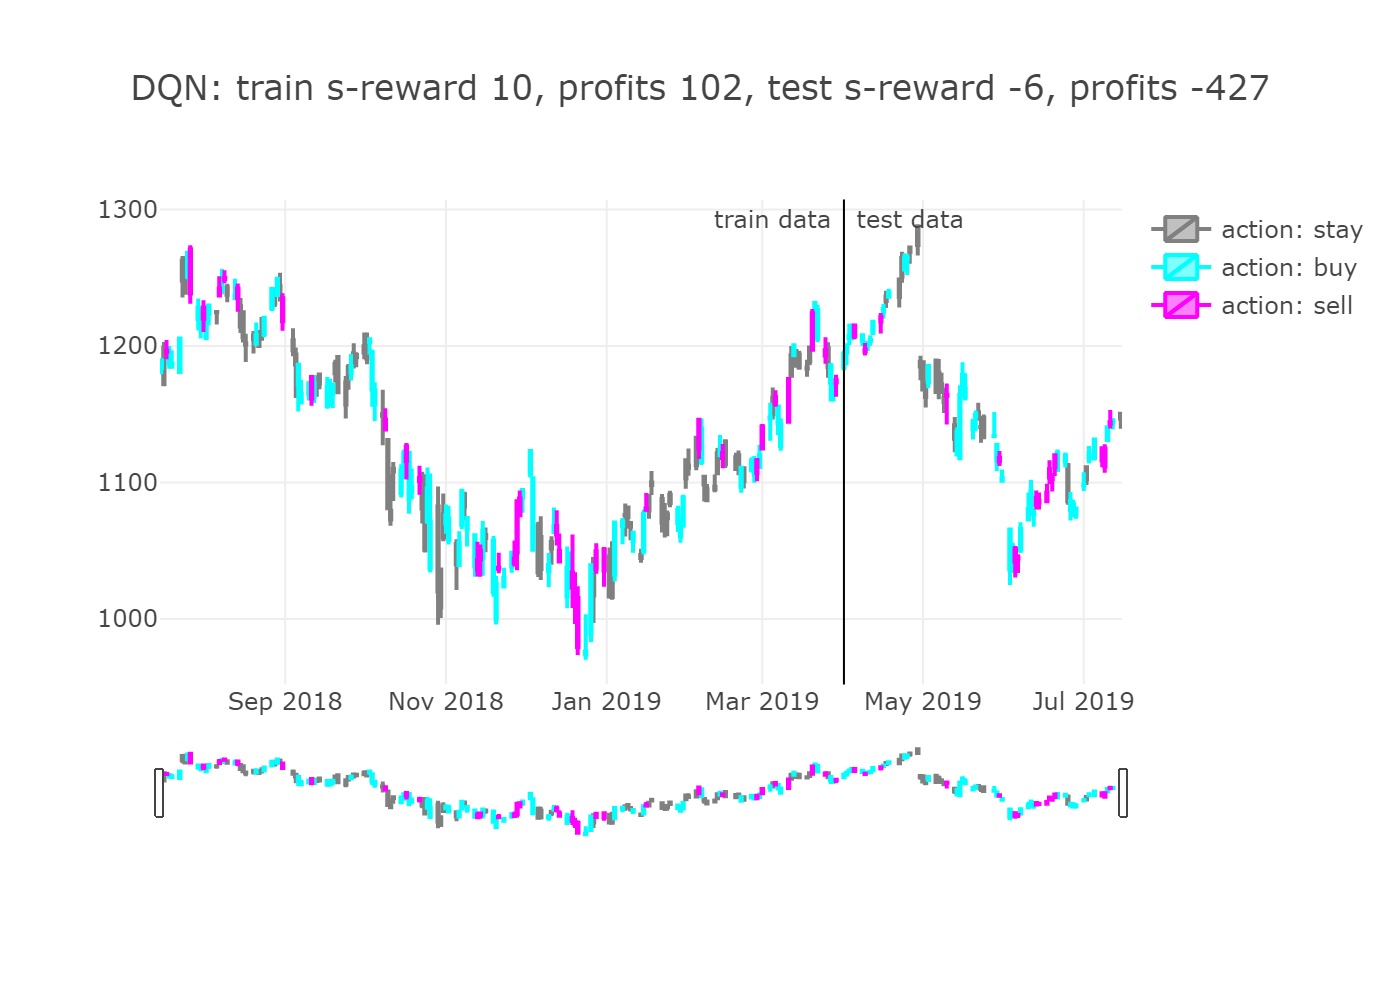 DQN: train s-reward 10, profits 102, test s-reward -6, profits -427
train data
test data
1300
1200
1100
1000
Sep 2018
Nov 2018
Jan 2019
Mar 2019
May 2019
Jul 2019
action: stay
action: buy
action: sell